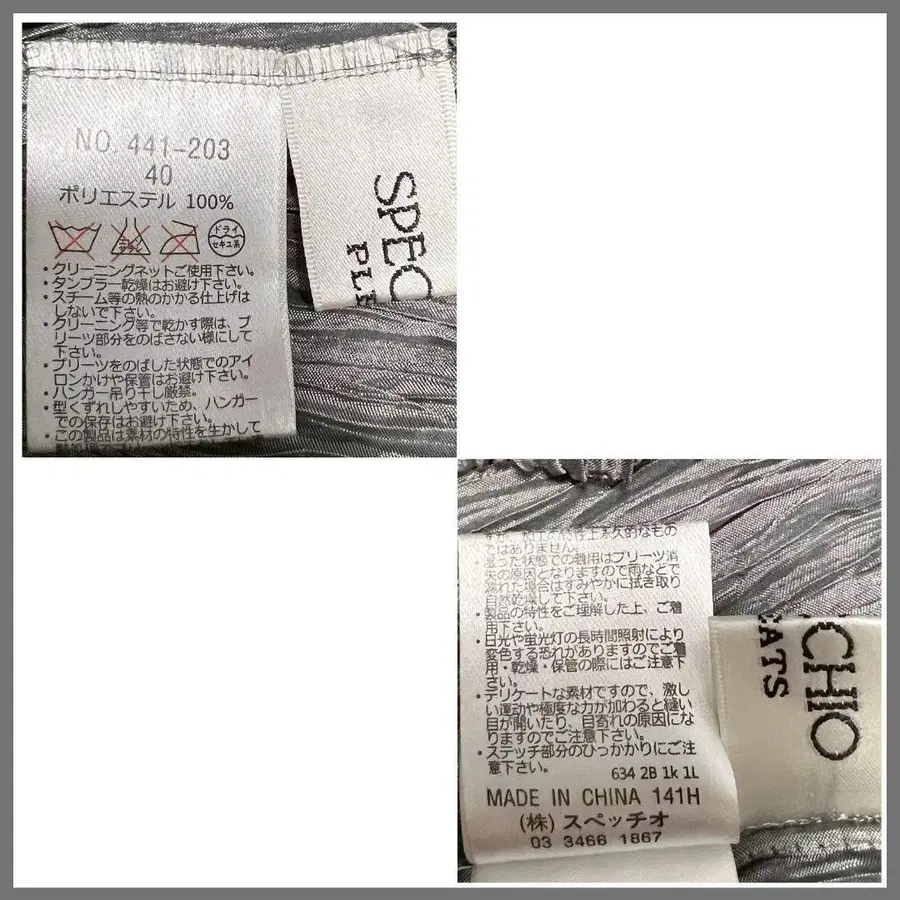 NO. 441-203
40
ポリエステル 100%
ドライ
セキユ系
・クリーニングネットご使用下さい。
・タンブラー乾燥はお避け下さい。
・スチーム等の熱のかかる仕上げは
しないで下さい。
・クリーニング等で乾かす際は、プ
リーツ部分をのばさない様にして
下さい。
・プリーツをのばした状態でのアイ
ロンかけや保管はお避け下さい。
・ハンガー吊り干し厳禁。
・型くずれしやすいため、ハンガー
での保存はお避け下さい。
・この製品は素材の特性を生かして
SPEC
PLE
性上永久的なもの
ではありません。
・湿った状態での着用はプリーツ消
失の原因となりますので雨などで
濡れた場合はすみやかに拭き取り
自然乾燥して下さい。
・製品の特性をご理解した上、ご着
用下さい。
・日光や蛍光灯の長時間照射により
変色する恐れがありますのでご着
用・乾燥・保管の際にはご注意下
さい。
・デリケートな素材ですので、激し
い運動や極度な力が加わると縫い
目が開いたり、目寄れの原因にな
りますのでご注意下さい。
・ステッチ部分のひっかかりにご注
意下さい。
634 2B 1k 1L
MADE IN CHINA 141H
(株) スペッチオ
03 3466 1867
CCHIO
EATS